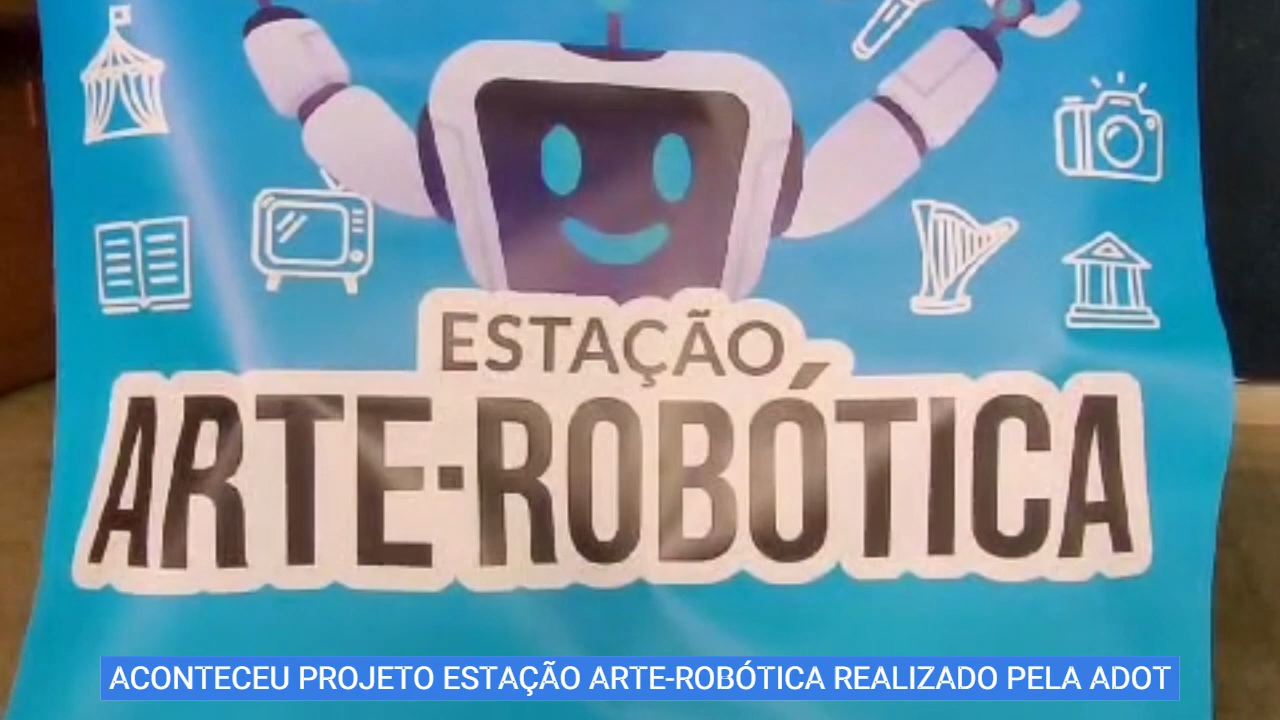 ESTAÇÃO
ARTE-ROBÓTICA
ACONTECEU PROJETO ESTAÇÃO ARTE-ROBÓTICA REALIZADO PELA ADOT